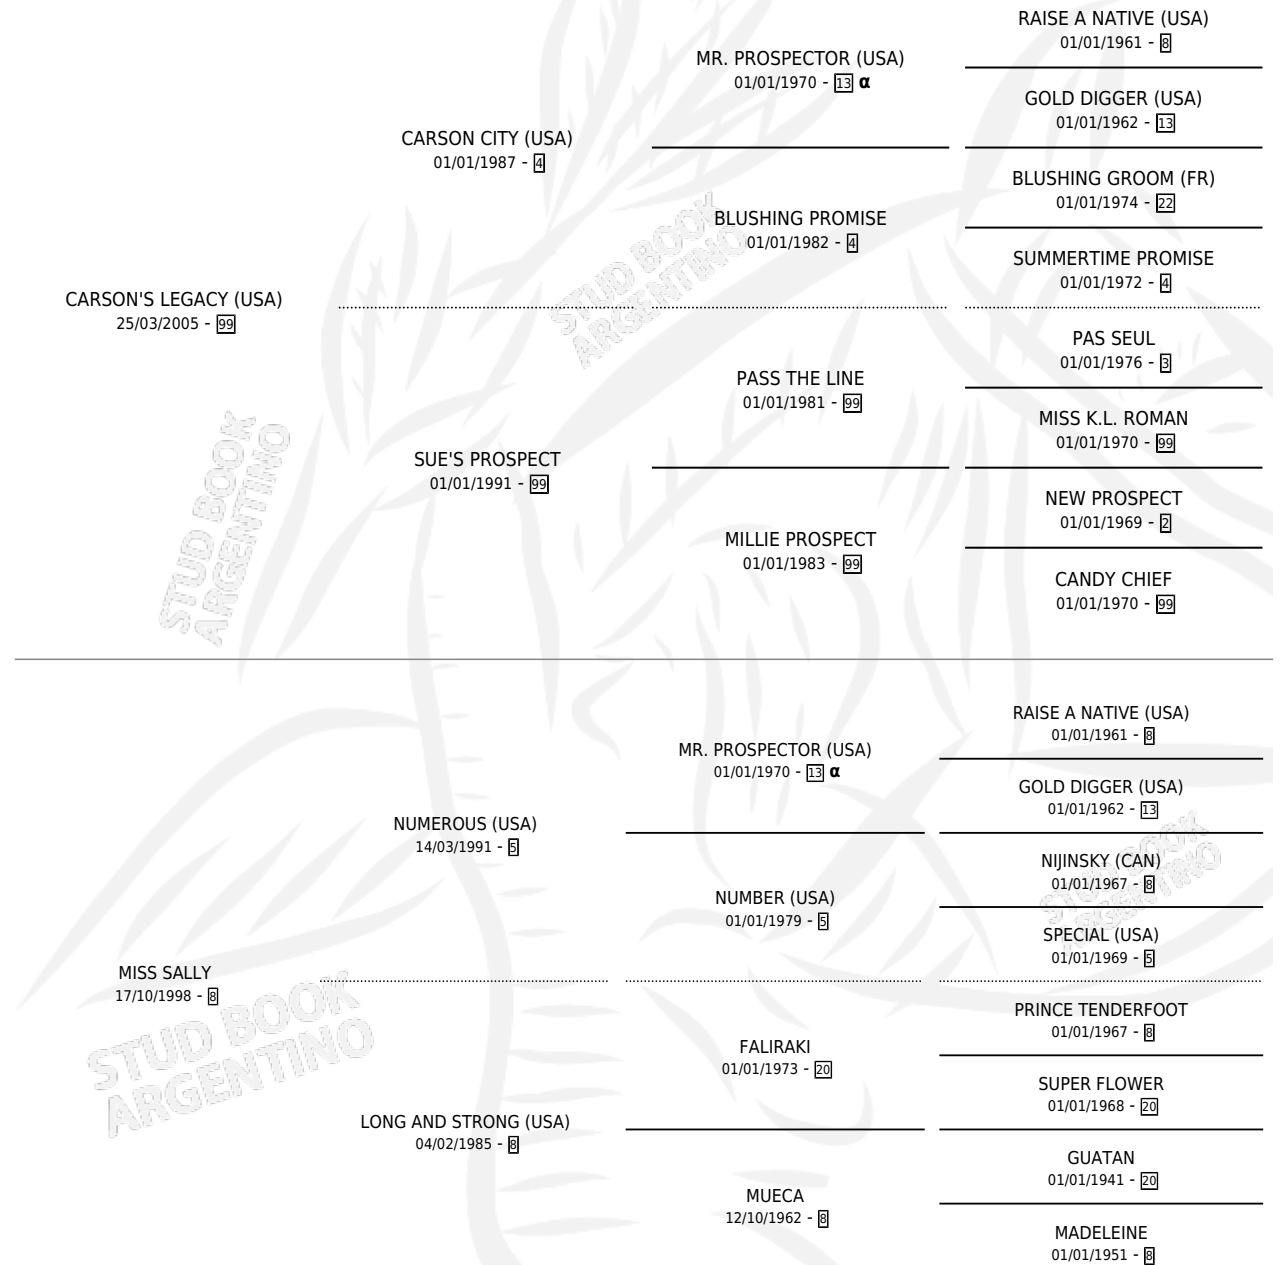 RAISE A NATIVE (USA)
01/01/1961 - 8
MR. PROSPECTOR (USA)
01/01/1970 - 13 α
GOLD DIGGER (USA)
01/01/1962 - 13
CARSON CITY (USA)
01/01/1987 - 4
BLUSHING GROOM (FR)
01/01/1974 - 22
BLUSHING PROMISE
01/01/1982 - 4
SUMMERTIME PROMISE
01/01/1972 - 4
CARSON'S LEGACY (USA)
25/03/2005 - 99
PAS SEUL
01/01/1976 - 3
PASS THE LINE
01/01/1981 - 99
MISS K.L. ROMAN
01/01/1970 - 99
SUE'S PROSPECT
01/01/1991 - 99
NEW PROSPECT
01/01/1969 - 2
MILLIE PROSPECT
01/01/1983 - 99
CANDY CHIEF
01/01/1970 - 99
RAISE A NATIVE (USA)
01/01/1961 - 8
MR. PROSPECTOR (USA)
01/01/1970 - 13 α
GOLD DIGGER (USA)
01/01/1962 - 13
NUMEROUS (USA)
14/03/1991 - 5
NIJINSKY (CAN)
01/01/1967 - 8
NUMBER (USA)
01/01/1979 - 5
SPECIAL (USA)
01/01/1969 - 5
MISS SALLY
17/10/1998 - 8
PRINCE TENDERFOOT
01/01/1967 - 8
FALIRAKI
01/01/1973 - 20
SUPER FLOWER
01/01/1968 - 20
LONG AND STRONG (USA)
04/02/1985 - 8
GUATAN
01/01/1941 - 20
MUECA
12/10/1962 - 8
MADELEINE
01/01/1951 - 8
STUD BOOK
ARGENTINO
STUD BOOK
ARGENTINO
STUD BOOK
ARGENTINO
STUD BOOK
ARGENTINO